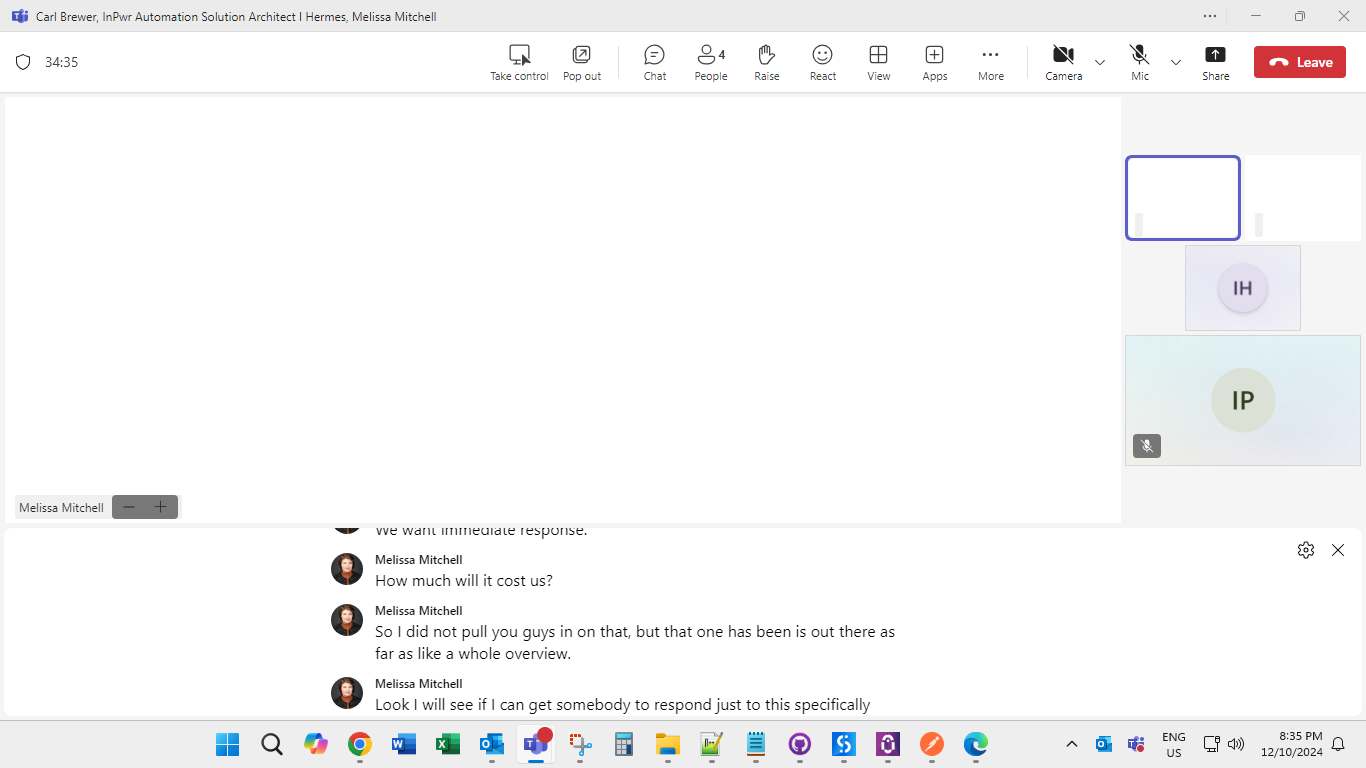 Carl Brewer, InPwr Automation Solution Architect I Hermes, Melissa Mitchell
34:35
Take control
Pop out
Chat
4
People
Raise
React
View
Apps
More
Camera
Mic
Share
Leave
IH
IP
Melissa Mitchell
We want immediate response.
Melissa Mitchell
How much will it cost us?
Melissa Mitchell
So I did not pull you guys in on that, but that one has been is out there as
far as like a whole overview.
Melissa Mitchell
Look I will see if I can get somebody to respond just to this specifically
ENG
US
8:35 PM
12/10/2024